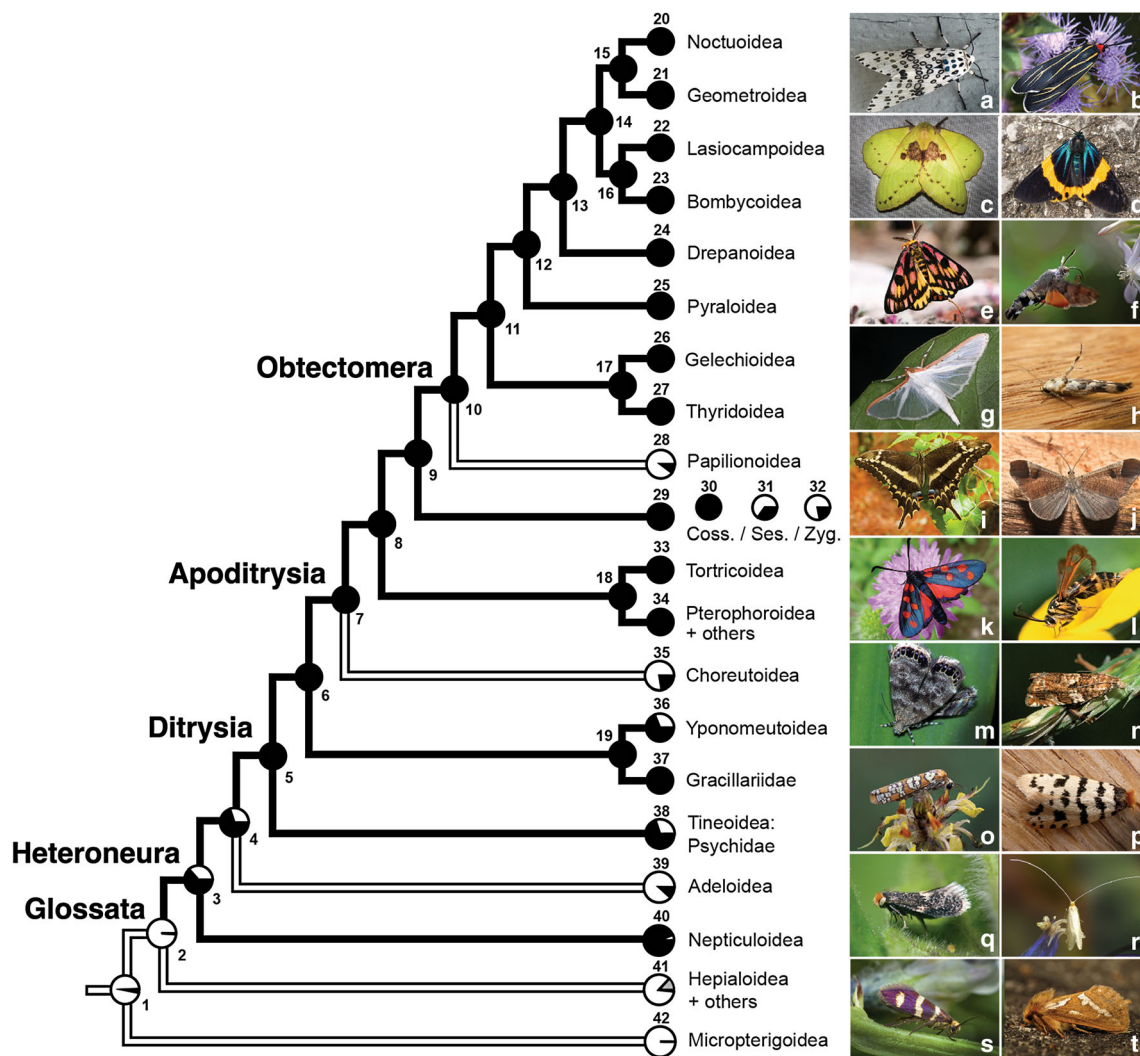 20
Noctuoidea
15
21
Geometroidea
14
22
Lasiocampoidea
16
23
Bombycoidea
13
24
Drepanoidea
12
25
Pyraloidea
11
26
Gelechioidea
17
27
Thyridoidea
Obtectomera
10
28
Papilionoidea
9
29
30 31 32
Coss. / Ses. / Zyg.
8
33
Tortricoidea
18
34
Pterophoroidea
+ others
Apoditrysia
7
35
Choreutoidea
6
36
Yponomeutoidea
19
37
Gracillariidae
Ditrysia
5
38
Tineoidea:
Psychidae
4
39
Adeloidea
Heteroneura
3
40
Nepticuloidea
Glossata
2
41
Hepialoidea
+ others
1
42
Micropterigoidea
a
b
c
d
e
f
g
h
i
j
k
l
m
n
o
p
q
r
s
t